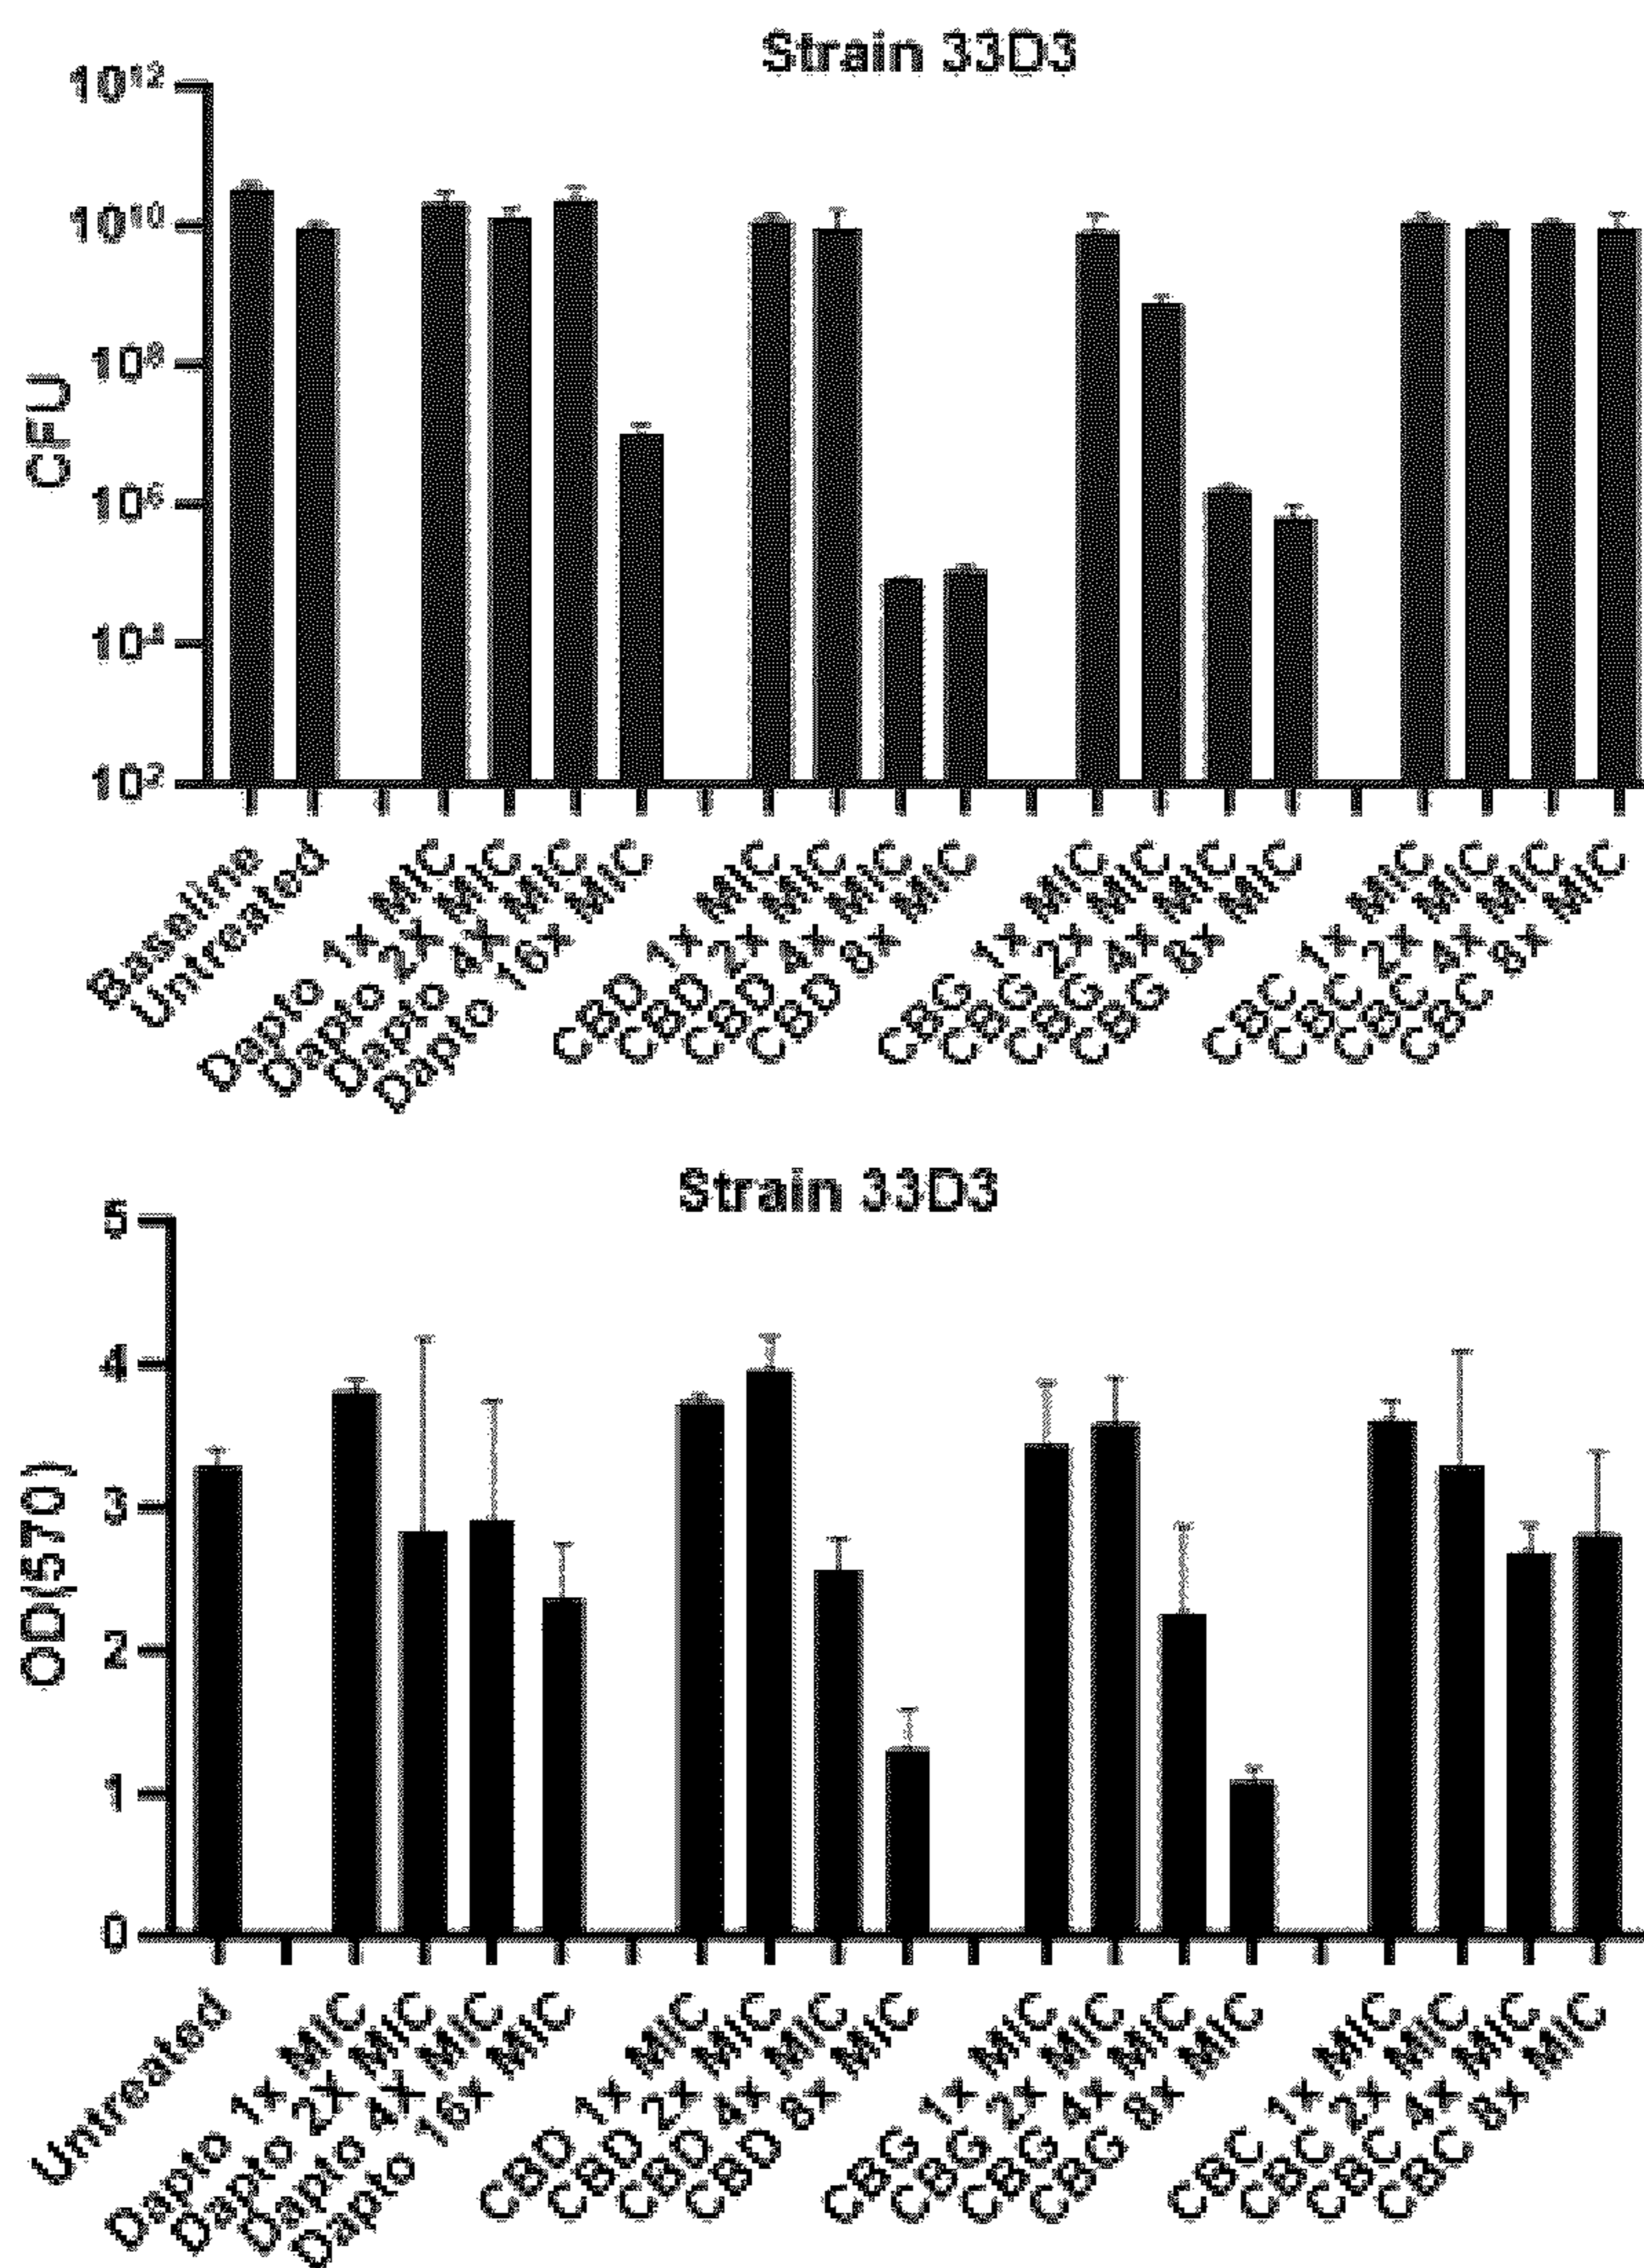 Strain 33D3
10¹²
10¹⁰
10⁸
10⁶
10⁴
10²
CFU
Baseline
Untreated
Dapto 1x MIC
Dapto 2X MIC
Dapto 4X MIC
Dapto 16x MIC
CBD 1x MIC
CBD 2x MIC
CBD 4x MIC
CBD 8x MIC
CBG 1x MIC
CBG 2x MIC
CBG 4x MIC
CBG 8x MIC
CBC 1x MIC
CBC 2x MIC
CBC 4x MIC
CBC 8x MIC
Strain 33D3
5
4
3
2
1
0
OD(570)
Untreated
Dapto 1x MIC
Dapto 2X MIC
Dapto 4X MIC
Dapto 16x MIC
CBD 1x MIC
CBD 2x MIC
CBD 4x MIC
CBD 8x MIC
CBG 1x MIC
CBG 2x MIC
CBG 4x MIC
CBG 8x MIC
CBC 1x MIC
CBC 2x MIC
CBC 4x MIC
CBC 8x MIC